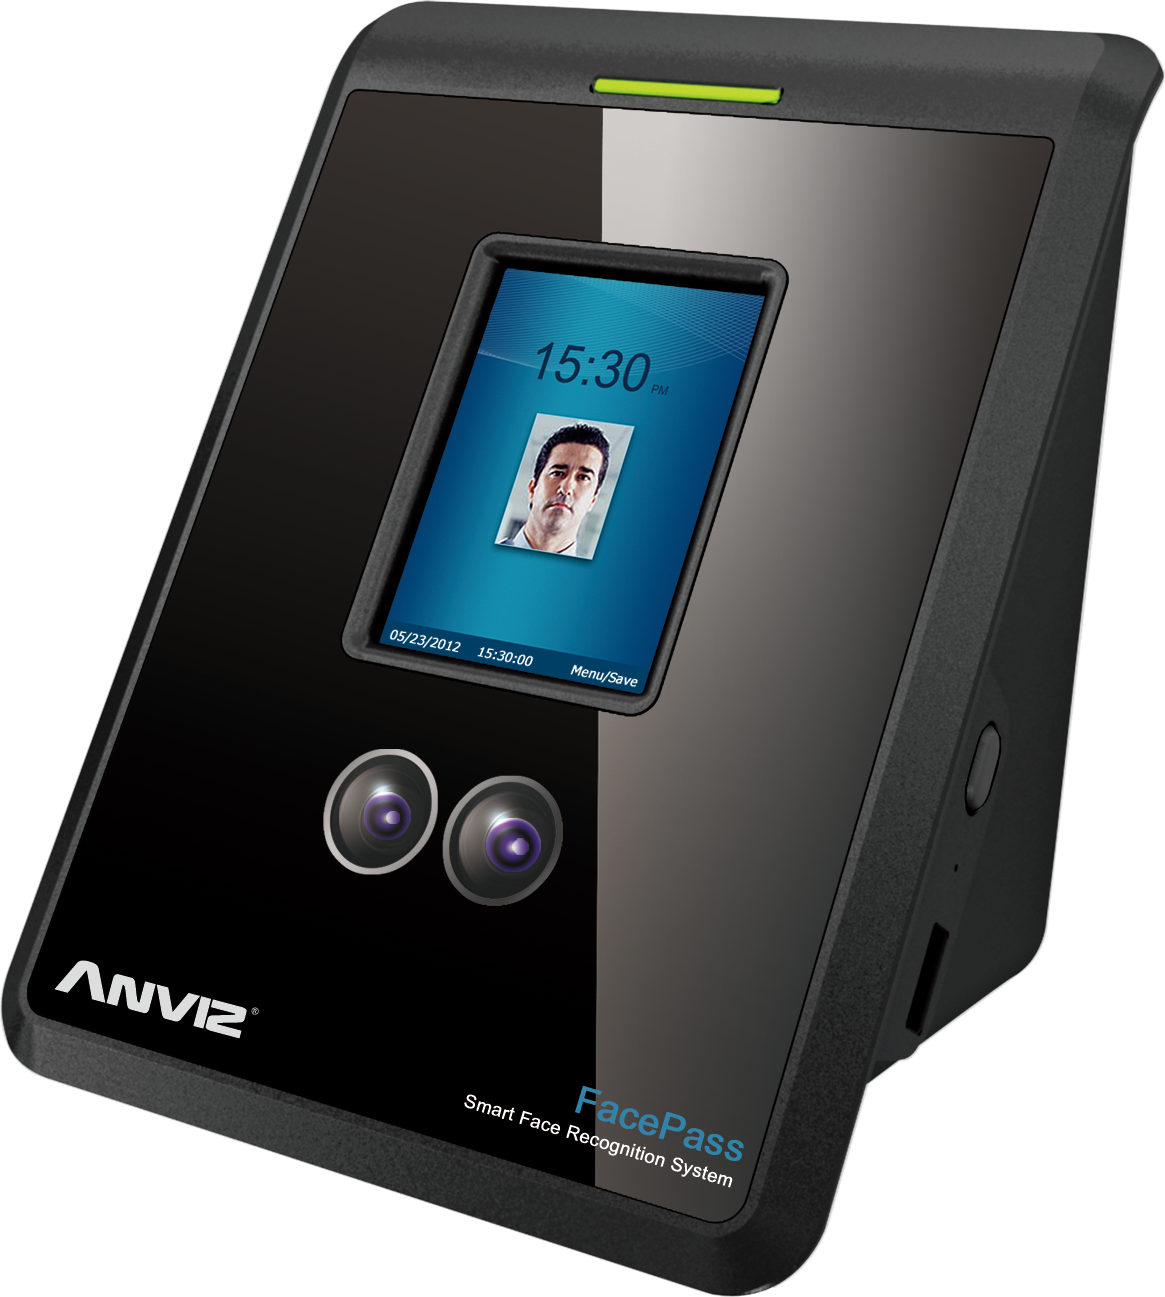 15:30 PM
05/23/2012 15:30:00 Menu/Save
ANVIZ®
FacePass
Smart Face Recognition System